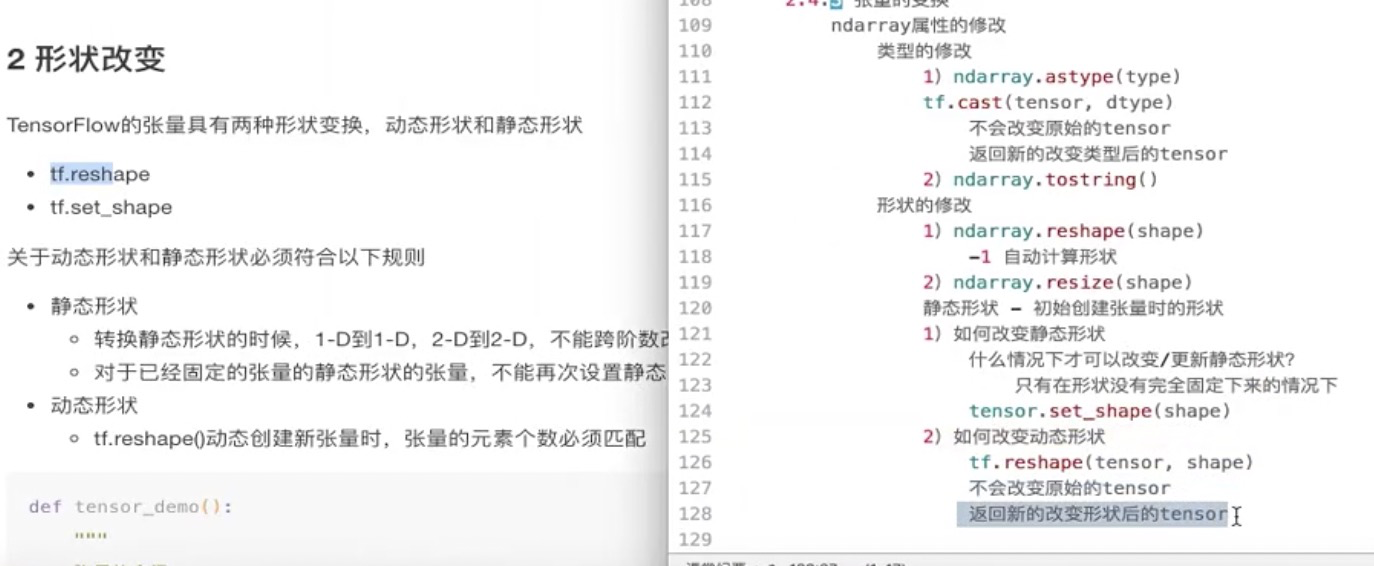 2 形状改变
TensorFlow的张量具有两种形状变换，动态形状和静态形状
• tf.reshape
• tf.set_shape
关于动态形状和静态形状必须符合以下规则
• 静态形状
○ 转换静态形状的时候，1-D到1-D，2-D到2-D，不能跨阶数
○ 对于已经固定的张量的静态形状的张量，不能再次设置静态
• 动态形状
○ tf.reshape()动态创建新张量时，张量的元素个数必须匹配
def tensor_demo():
"""
108 2.4.5 张量的变换
109 ndarray属性的修改
110 类型的修改
111 1) ndarray.astype(type)
112 tf.cast(tensor, dtype)
113 不会改变原始的tensor
114 返回新的改变类型后的tensor
115 2) ndarray.tostring()
116 形状的修改
117 1) ndarray.reshape(shape)
118 -1 自动计算形状
119 2) ndarray.resize(shape)
120 静态形状 - 初始创建张量时的形状
121 1) 如何改变静态形状
122 什么情况下才可以改变/更新静态形状?
123 只有在形状没有完全固定下来的情况下
124 tensor.set_shape(shape)
125 2) 如何改变动态形状
126 tf.reshape(tensor, shape)
127 不会改变原始的tensor
128 返回新的改变形状后的tensor
129